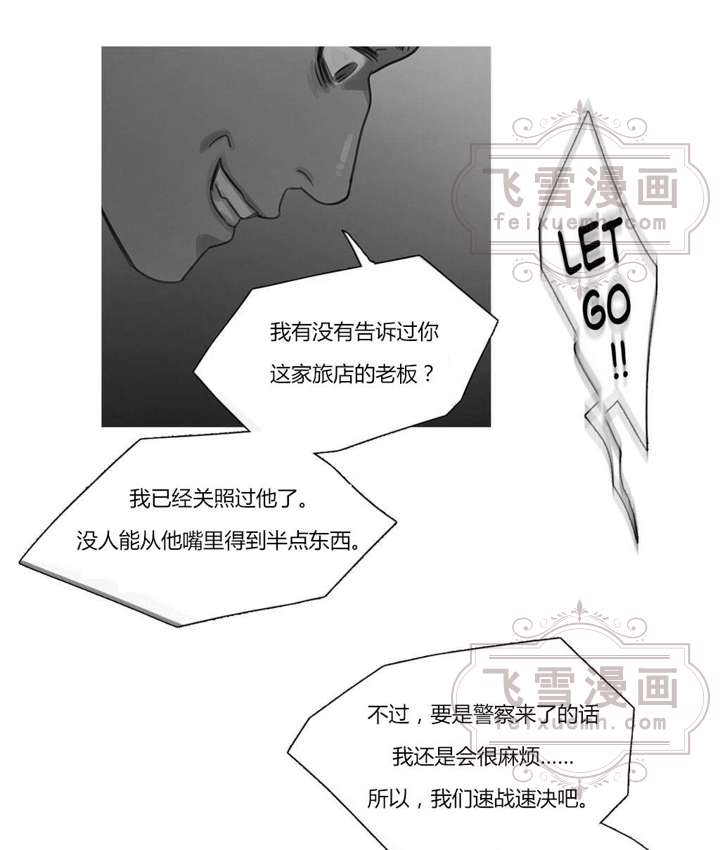 飞雪漫画
feixuemh.com
LET
GO!!
我有没有告诉过你
这家旅店的老板？
我已经关照过他了。
没人能从他嘴里得到半点东西。
飞雪漫画
feixuemh.com
不过，要是警察来了的话
我还是会很麻烦……
所以，我们速战速决吧。